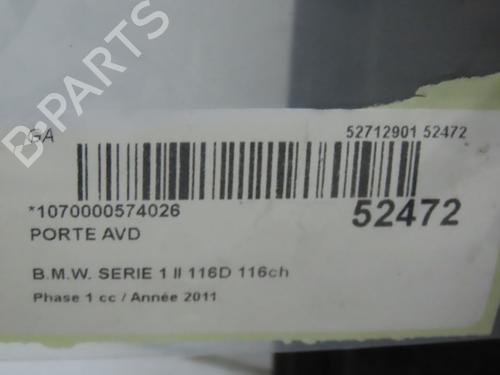 B-PARTS
GA
52712901 52472
*1070000574026
52472
PORTE AVD
B.M.W. SERIE 1 II 116D 116ch
Phase 1 cc / Année 2011